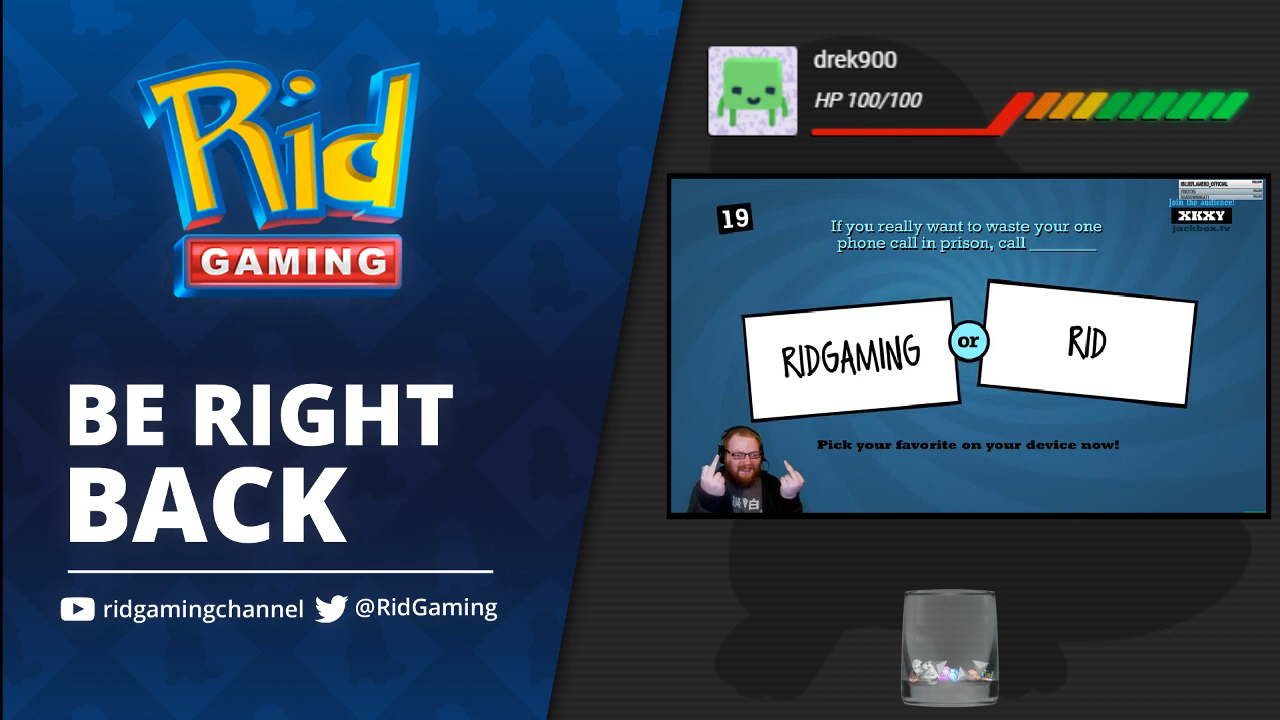 Rid
GAMING
BE RIGHT
BACK
ridgamingchannel @RidGaming
drek900
HP 100/100
19
If you really want to waste your one
phone call in prison, call ________
Join the audience!
XKXY
jackbox.tv
RIDGAMING
or
RID
Pick your favorite on your device now!